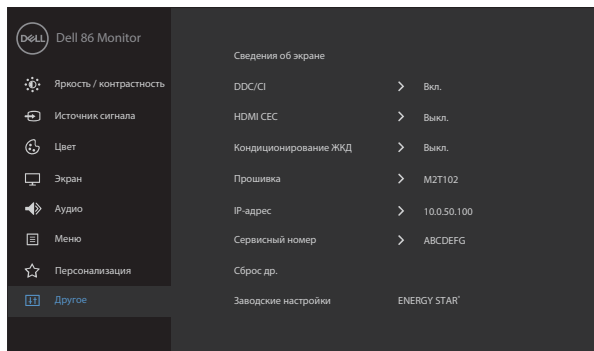 DELL Dell 86 Monitor
Яркость / контрастность
Источник сигнала
Цвет
Экран
Аудио
Меню
Персонализация
Другое
Сведения об экране
DDC/CI > Вкл.
HDMI CEC > Выкл.
Кондиционирование ЖКД > Выкл.
Прошивка > M2T102
IP-адрес > 10.0.50.100
Сервисный номер > ABCDEFG
Сброс др.
Заводские настройки ENERGY STAR®